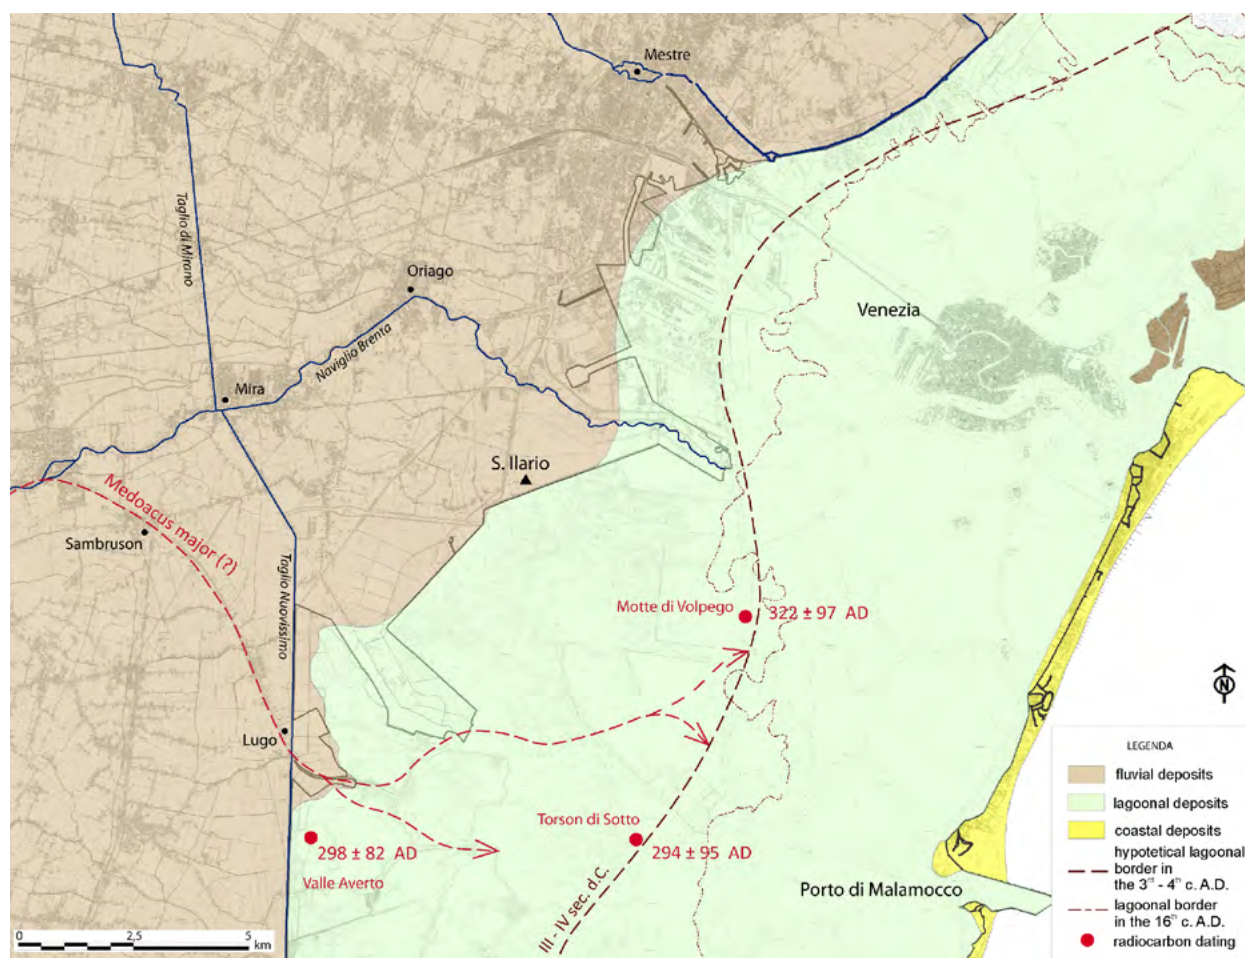 Mestre
Taglio di Mirano
Oriago
Naviglio Brenta
Venezia
Mira
S. Ilario
Medoacus major (?)
Sambruson
Taglio Nuovissimo
Motte di Volpego
322 ± 97 AD
N
Lugo
LEGENDA
fluvial deposits
lagoonal deposits
coastal deposits
hypotetical lagoonal
border in
the 3rd - 4th c. A.D.
lagoonal border
in the 16th c. A.D.
radiocarbon dating
Torson di Sotto
294 ± 95 AD
298 ± 82 AD
Valle Averto
Porto di Malamocco
III - IV sec. d.C.
0 2,5 5
km